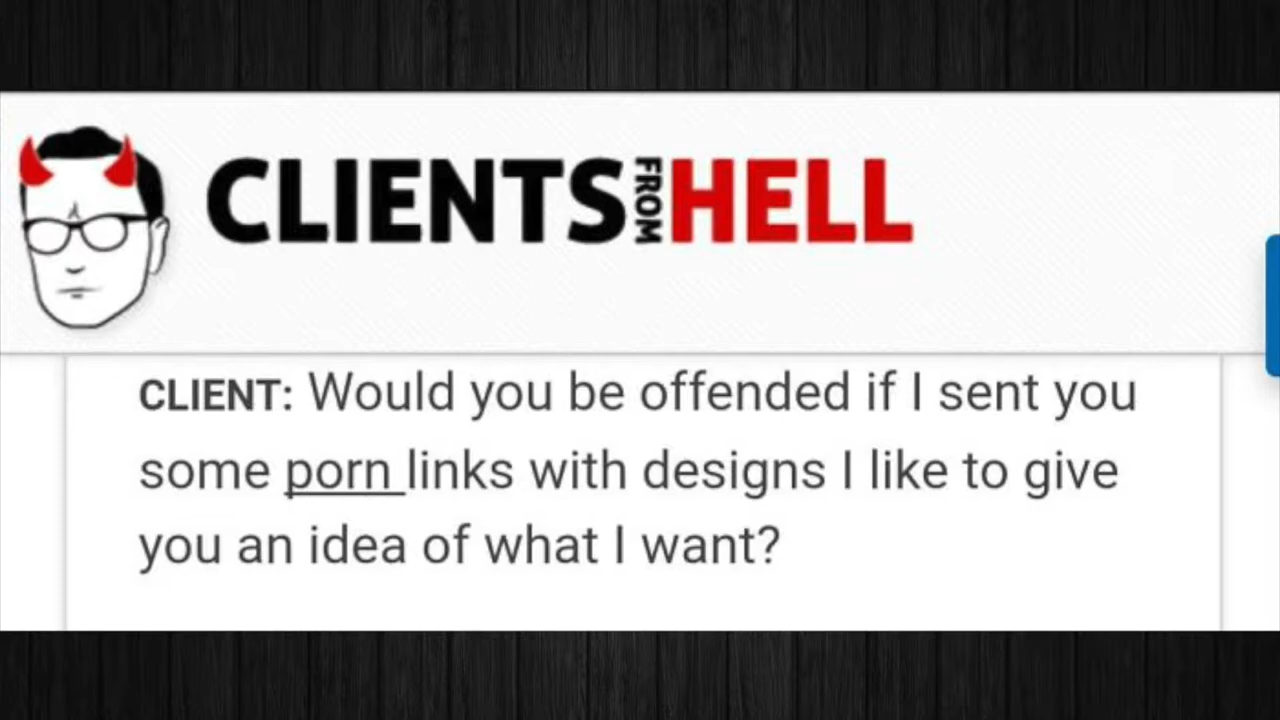 CLIENTS FROM HELL
CLIENT: Would you be offended if I sent you
some porn links with designs I like to give
you an idea of what I want?